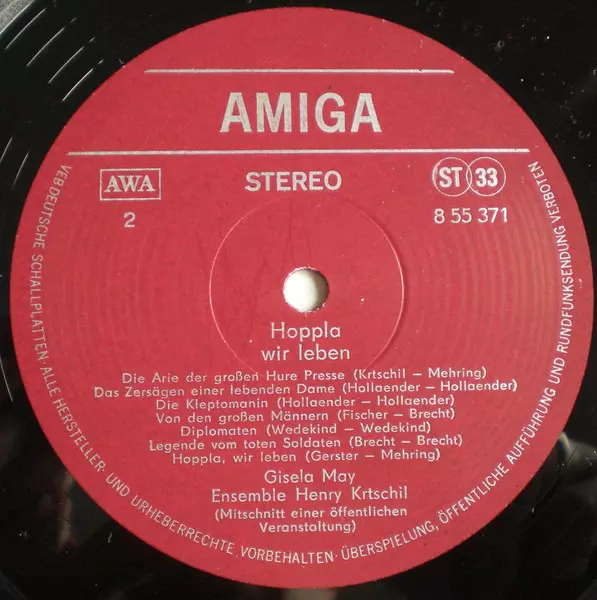 AMIGA
AWA
STEREO
ST 33
2
8 55 371
Hoppla
wir leben
Die Arie der großen Hure Presse (Krtschil – Mehring)
Das Zersägen einer lebenden Dame (Hollaender – Hollaender)
Die Kleptomanin (Hollaender – Hollaender)
Von den großen Männern (Fischer – Brecht)
Diplomaten (Wedekind – Wedekind)
Legende vom toten Soldaten (Brecht – Brecht)
Hoppla, wir leben (Gerster – Mehring)
Gisela May
Ensemble Henry Krtschil
(Mitschnitt einer öffentlichen
Veranstaltung)
VEB DEUTSCHE SCHALLPLATTEN · ALLE HERSTELLER- UND URHEBERRECHTE VORBEHALTEN · ÜBERSPIELUNG, ÖFFENTLICHE AUFFÜHRUNG UND RUNDFUNKSENDUNG VERBOTEN